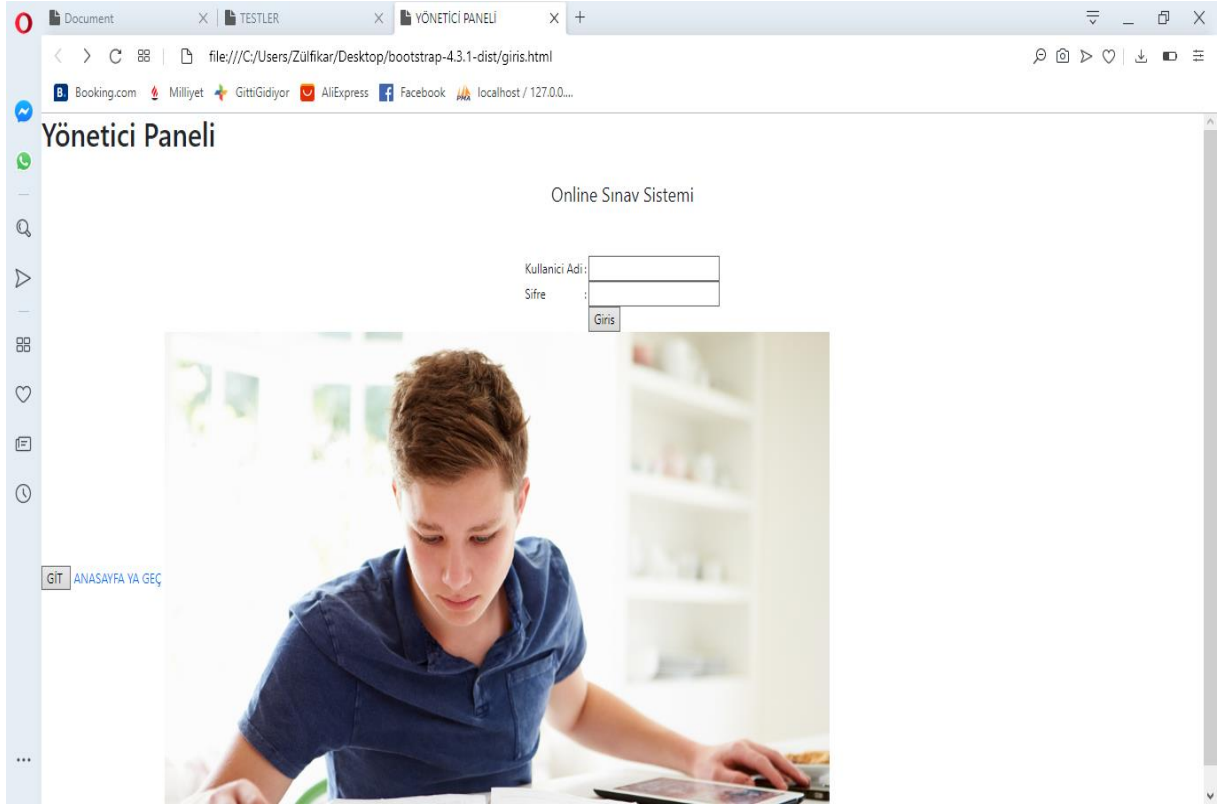 Document TESTLER YÖNETİCİ PANELİ
file:///C:/Users/Zülfikar/Desktop/bootstrap-4.3.1-dist/giris.html
B. Booking.com Milliyet GittiGidiyor AliExpress Facebook PMA localhost / 127.0.0....
Yönetici Paneli
Online Sınav Sistemi
Kullanici Adi :
Sifre :
Giris
GİT ANASAYFA YA GEÇ